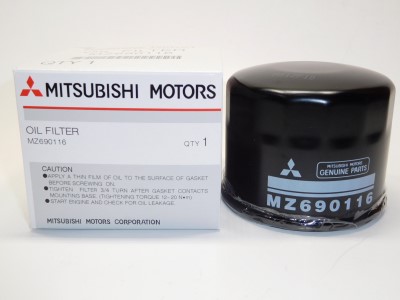 MITSUBISHI MOTORS
OIL FILTER
MZ690116
QTY 1
CAUTION
●APPLY A THIN FILM OF OIL TO THE SURFACE OF GASKET
BEFORE SCREWING ON.
●TIGHTEN FILTER 3/4 TURN AFTER GASKET CONTACTS
MOUNTING BASE. (TIGHTENING TORQUE 10~20 N•M)
●START ENGINE AND CHECK FOR OIL LEAKAGE.
MITSUBISHI MOTORS CORPORATION
MITSUBISHI MOTORS
GENUINE PARTS
MZ690116